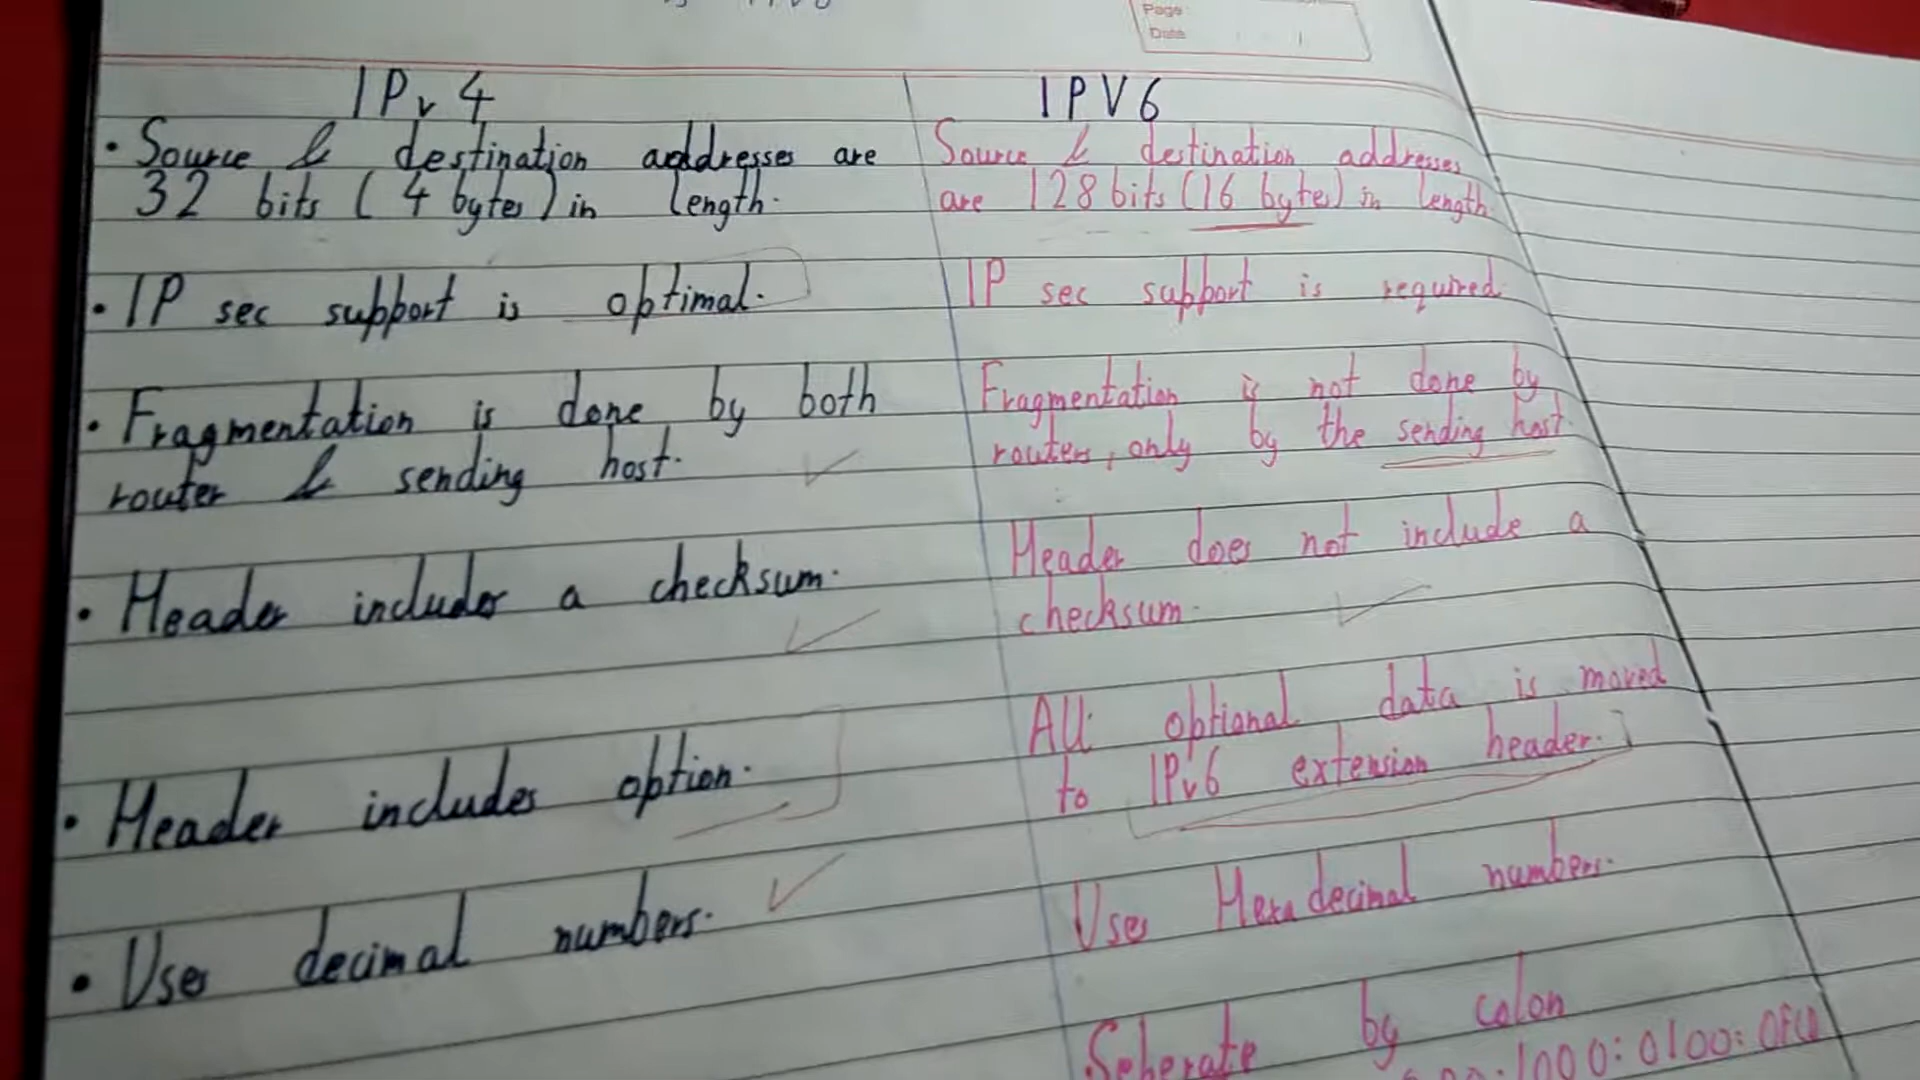 Page
Date
IPv4
• Source & destination addresses are
32 bits (4 bytes) in length.
• IP sec support is optimal.
• Fragmentation is done by both
router & sending host.
• Header includes a checksum.
• Header includes option.
• Uses decimal numbers.
IPV6
Source & destination addresses
are 128 bits (16 bytes) in length
IP sec support is required.
Fragmentation is not done by
routers, only by the sending host.
Header does not include a
checksum.
All optional data is moved
to IPv6 extension header.
Uses Hexadecimal numbers.
Seperate by colon
:1000:0100: